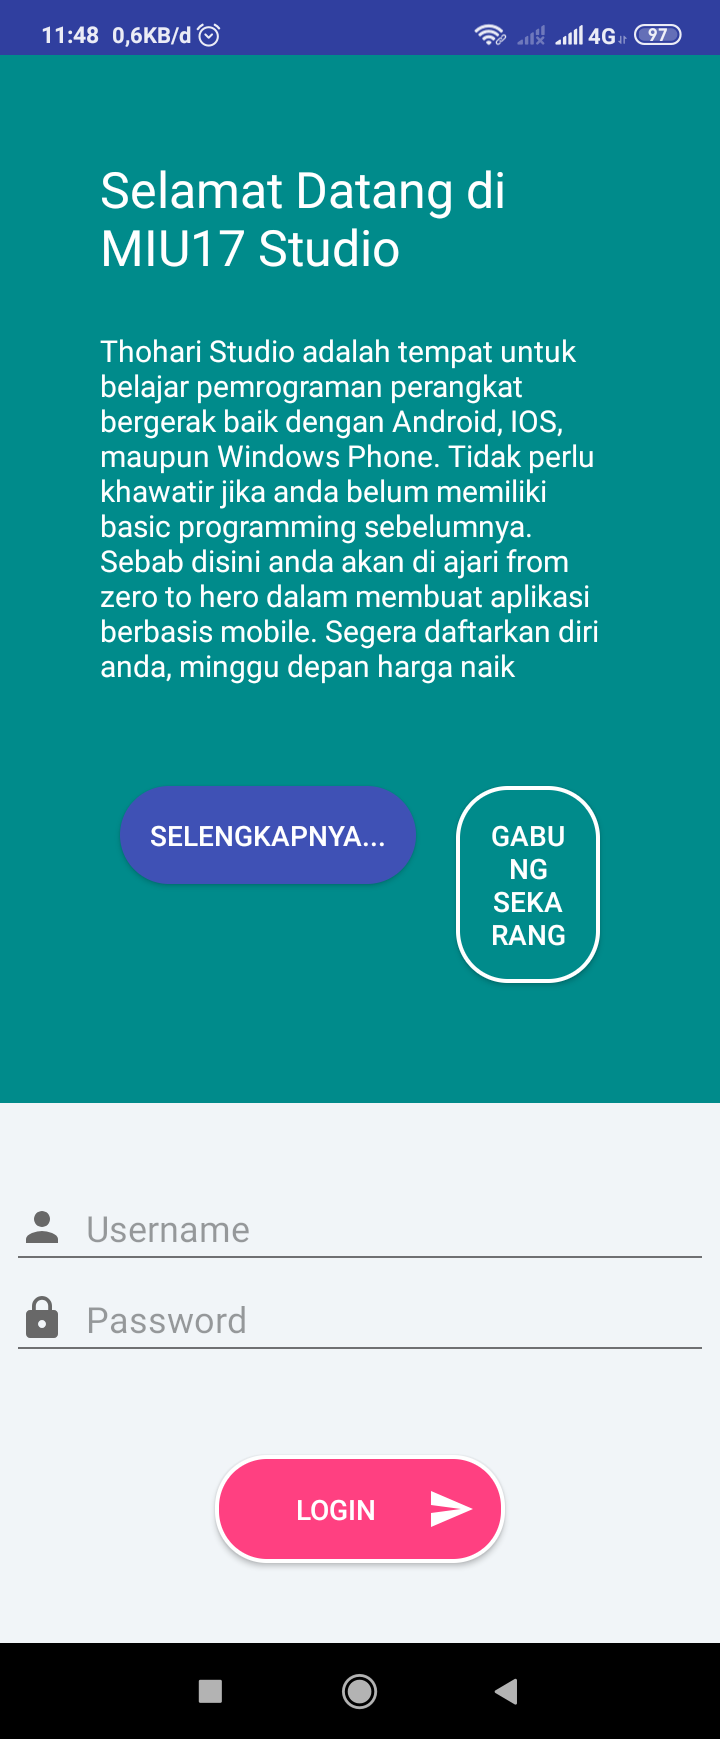 11:48 0,6KB/d 4G 97
Selamat Datang di
MIU17 Studio
Thohari Studio adalah tempat untuk
belajar pemrograman perangkat
bergerak baik dengan Android, IOS,
maupun Windows Phone. Tidak perlu
khawatir jika anda belum memiliki
basic programming sebelumnya.
Sebab disini anda akan di ajari from
zero to hero dalam membuat aplikasi
berbasis mobile. Segera daftarkan diri
anda, minggu depan harga naik
SELENGKAPNYA...
GABU
NG
SEKA
RANG
Username
Password
LOGIN